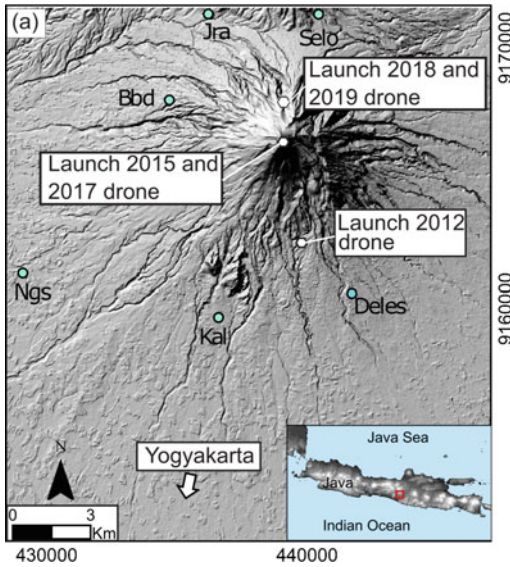 (a)
Jra
Selo
9170000
Launch 2018 and
2019 drone
Bbd
Launch 2015 and
2017 drone
Launch 2012
drone
Ngs
Deles
Kal
9160000
N
Yogyakarta
Java Sea
Java
Indian Ocean
0 3
Km
430000
440000